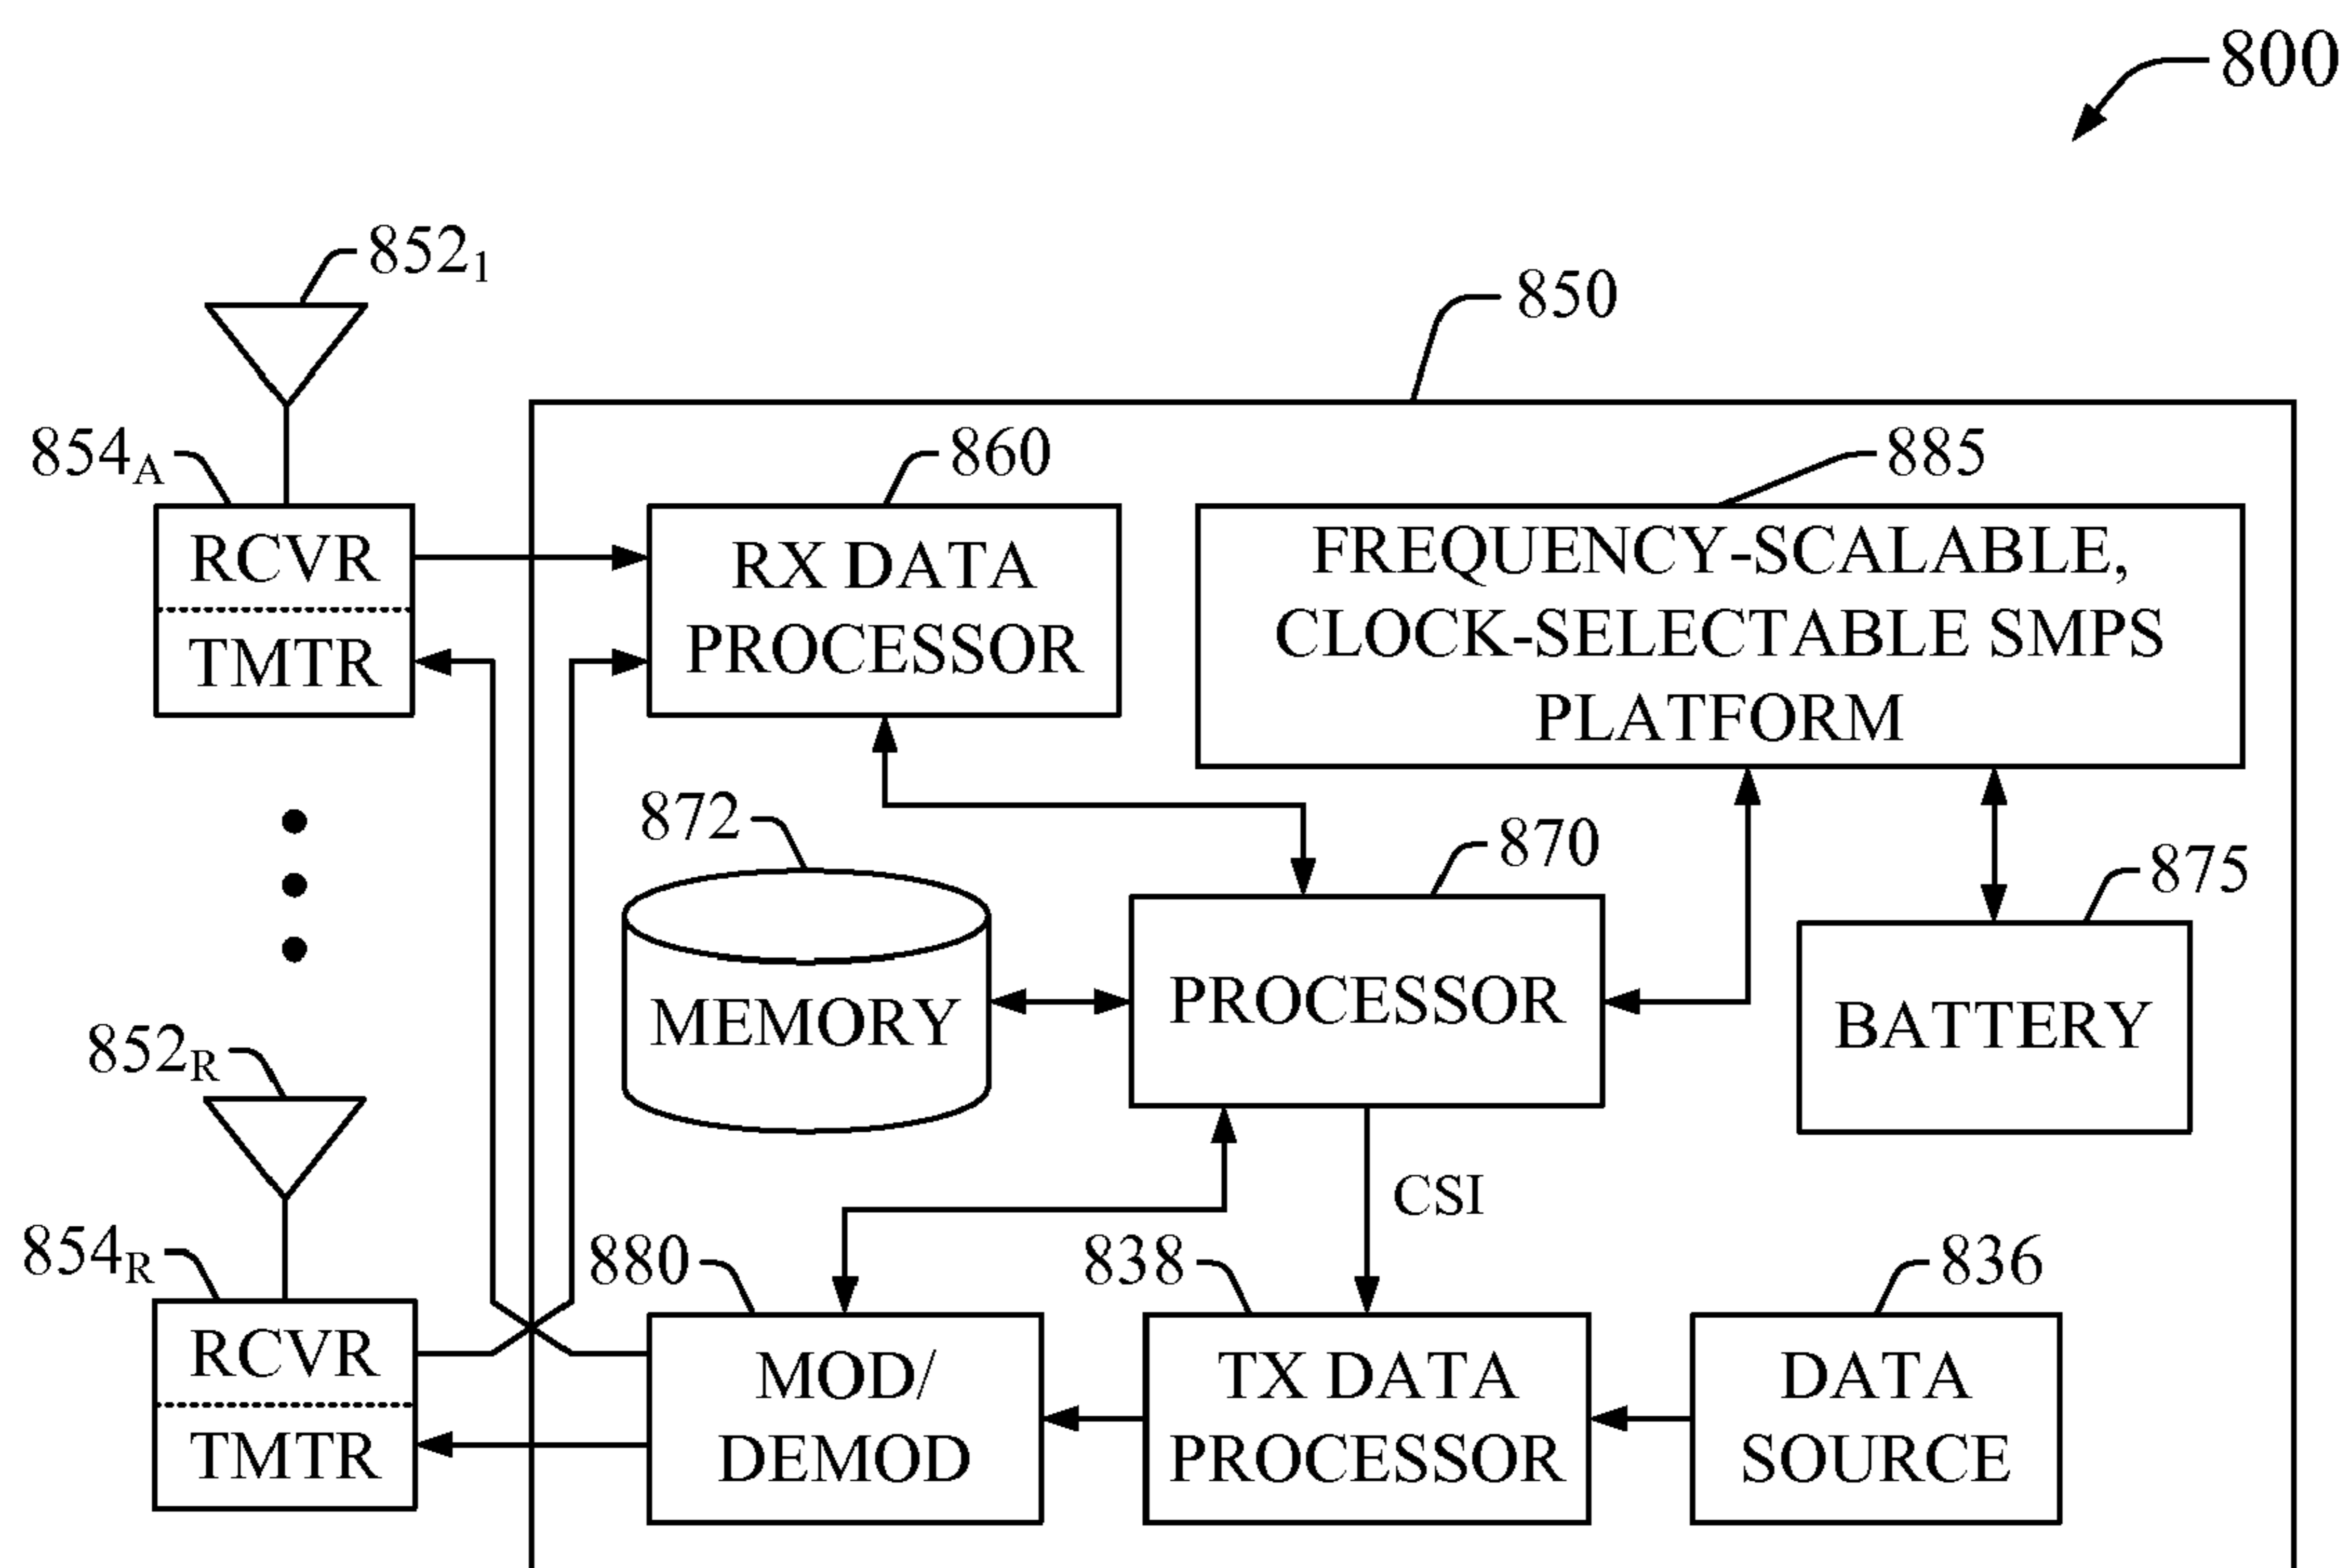 800
852₁
850
854A
860
885
RCVR
TMTR
RX DATA
PROCESSOR
FREQUENCY-SCALABLE,
CLOCK-SELECTABLE SMPS
PLATFORM
872
870
875
MEMORY
PROCESSOR
BATTERY
852R
CSI
854R
880
838
836
RCVR
TMTR
MOD/
DEMOD
TX DATA
PROCESSOR
DATA
SOURCE